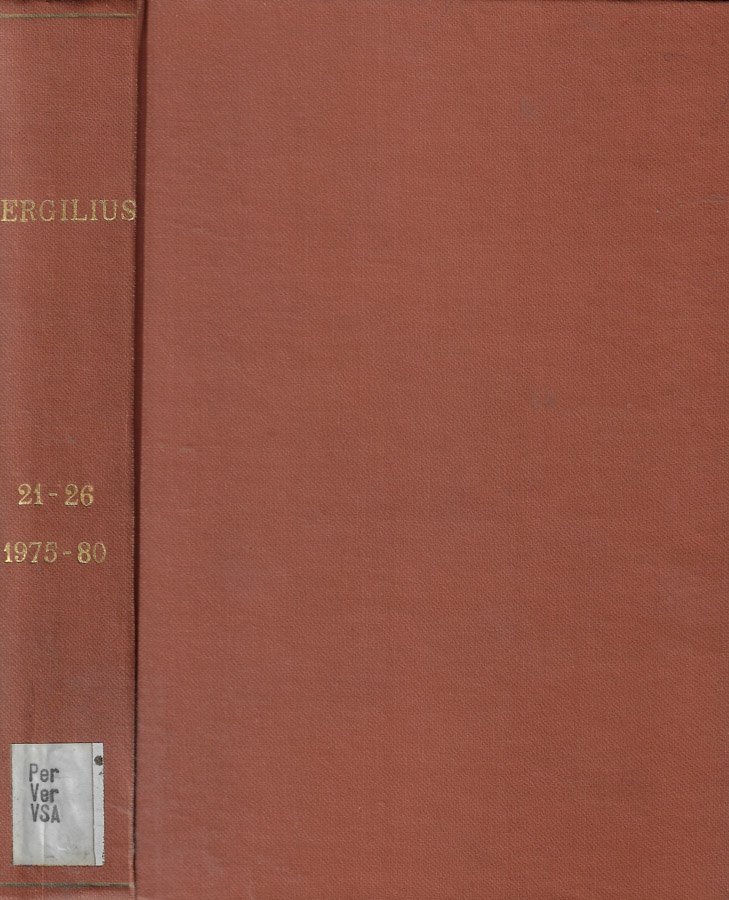 ERGILIUS
21-26
1975-80
Per
Ver
VSA